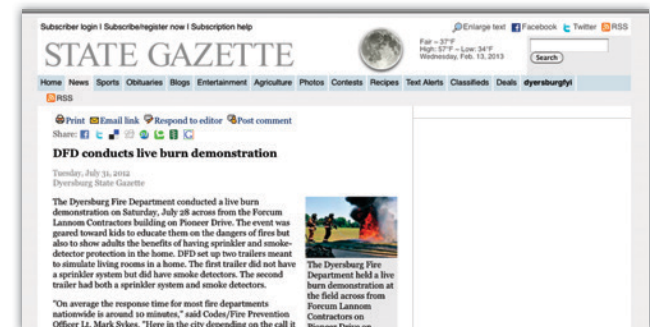 Subscriber login | Subscribe/register now | Subscription help
Enlarge text Facebook Twitter RSS
STATE GAZETTE
Fair ~ 37°F
High: 57°F ~ Low: 34°F
Wednesday, Feb. 13, 2013
Search
Home News Sports Obituaries Blogs Entertainment Agriculture Photos Contests Recipes Text Alerts Classifieds Deals dyersburgfyi
RSS
Print Email link Respond to editor Post comment
Share:
DFD conducts live burn demonstration
Tuesday, July 31, 2012
Dyersburg State Gazette
The Dyersburg Fire Department conducted a live burn
demonstration on Saturday, July 28 across from the Forcum
Lannom Contractors building on Pioneer Drive. The event was
geared toward kids to educate them on the dangers of fires but
also to show adults the benefits of having sprinkler and smoke-
detector protection in the home. DFD set up two trailers meant
to simulate living rooms in a home. The first trailer did not have
a sprinkler system but did have smoke detectors. The second
trailer had both a sprinkler system and smoke detectors.
"On average the response time for most fire departments
nationwide is around 10 minutes," said Codes/Fire Prevention
Officer Lt. Mark Sykes. "Here in the city depending on the call it
The Dyersburg Fire
Department held a live
burn demonstration at
the field across from
Forcum Lannom
Contractors on
Pioneer Drive on